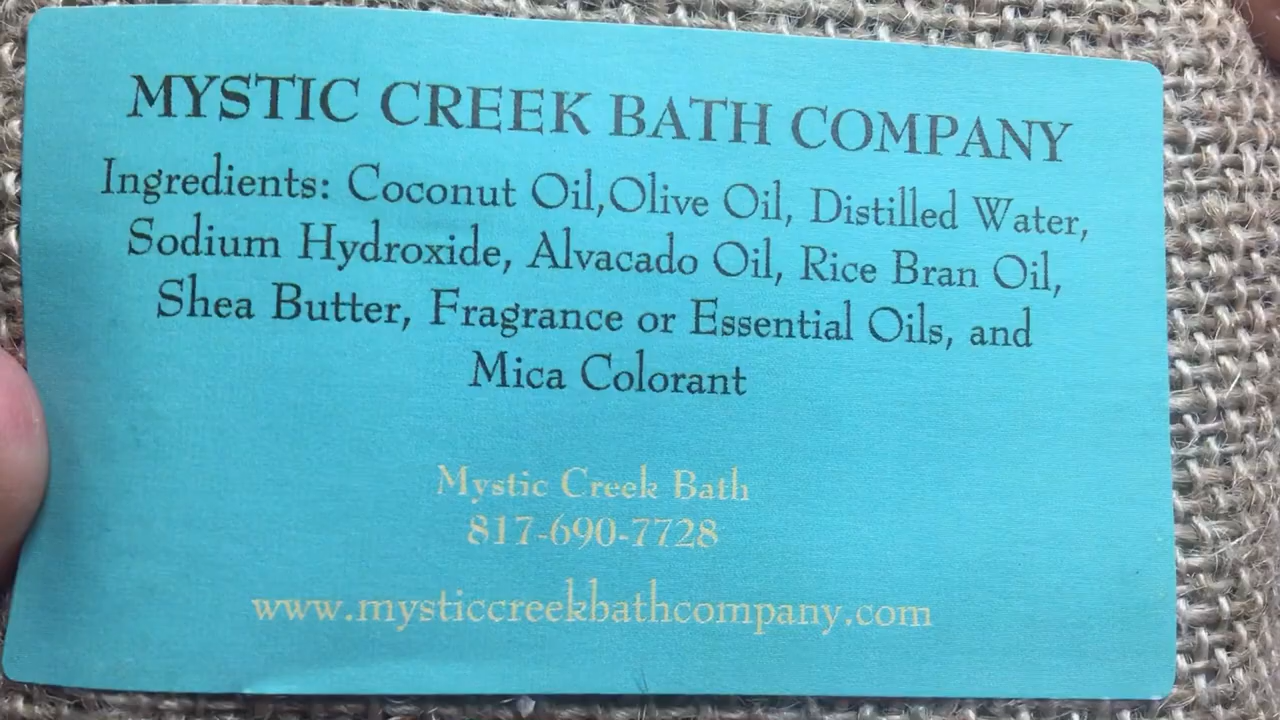 MYSTIC CREEK BATH COMPANY
Ingredients: Coconut Oil,Olive Oil, Distilled Water,
Sodium Hydroxide, Alvacado Oil, Rice Bran Oil,
Shea Butter, Fragrance or Essential Oils, and
Mica Colorant
Mystic Creek Bath
817-690-7728
www.mysticcreekbathcompany.com